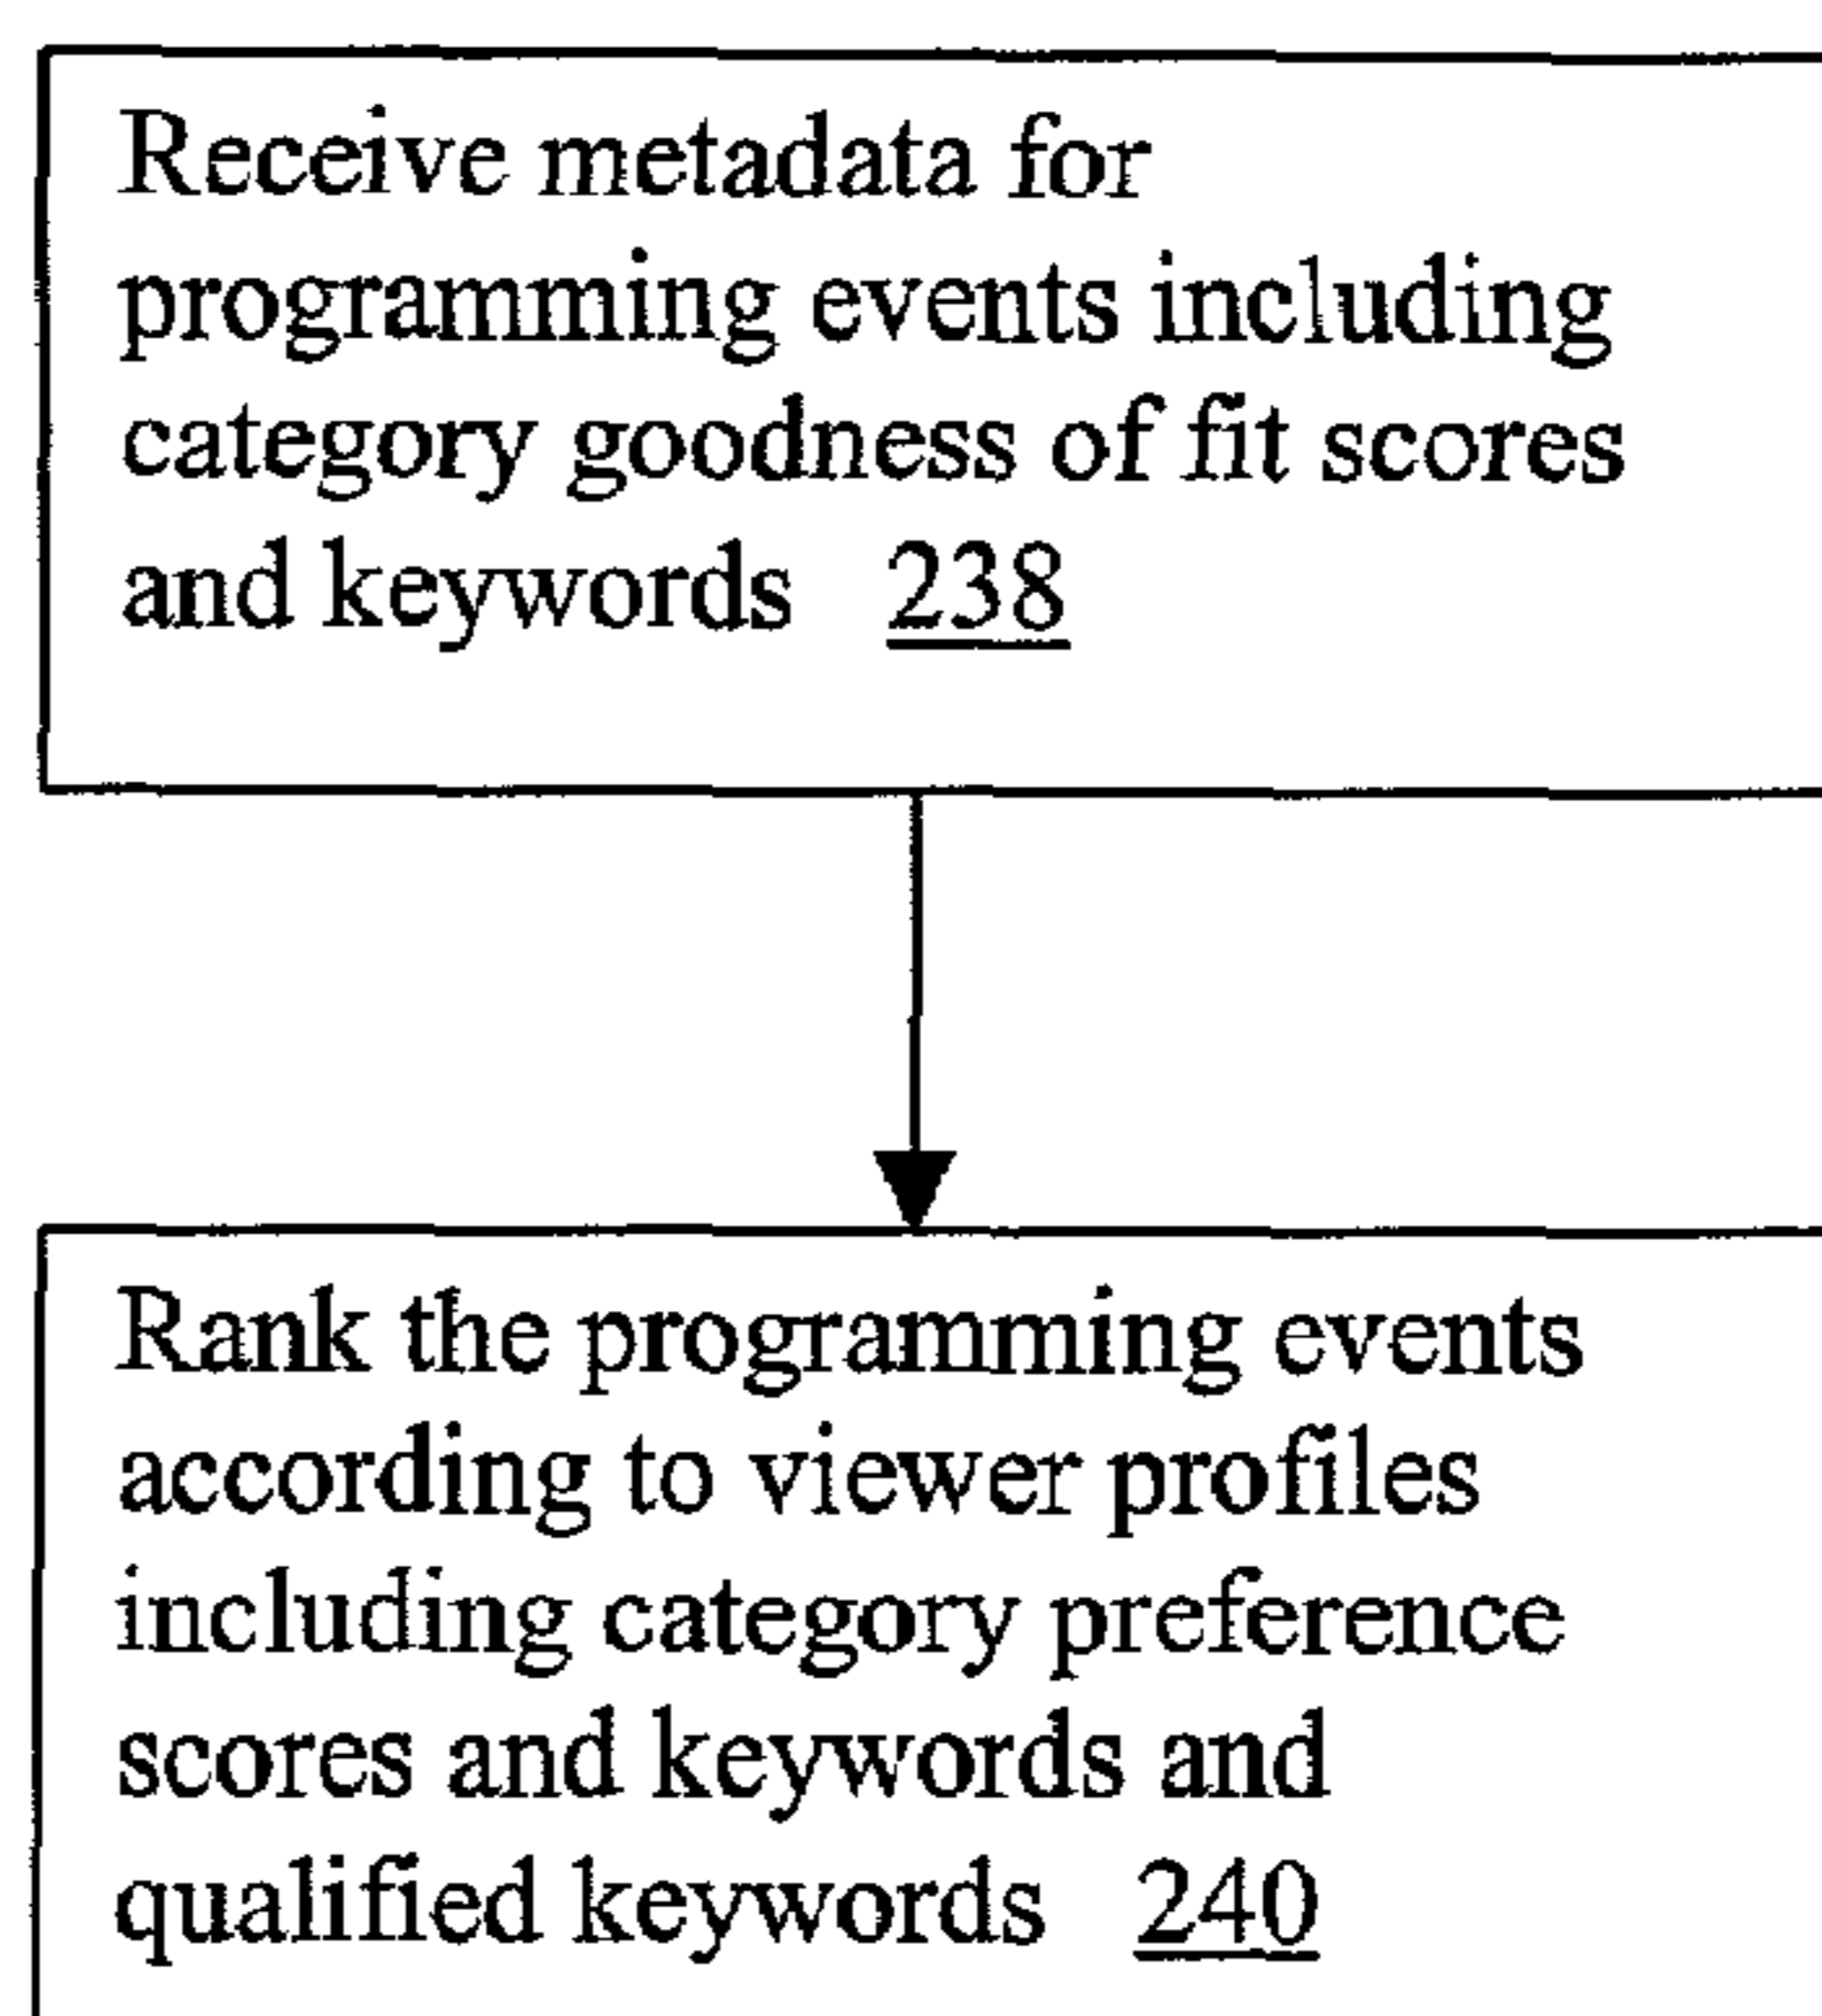 Receive metadata for
programming events including
category goodness of fit scores
and keywords 238
Rank the programming events
according to viewer profiles
including category preference
scores and keywords and
qualified keywords 240